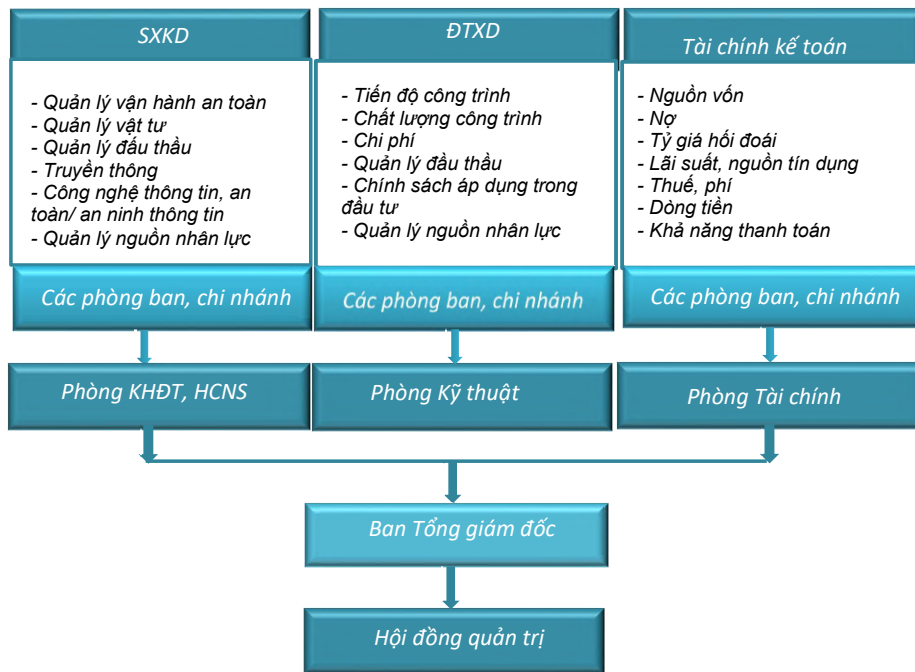 SXKD
- Quản lý vận hành an toàn
- Quản lý vật tư
- Quản lý đấu thầu
- Truyền thông
- Công nghệ thông tin, an
toàn/ an ninh thông tin
- Quản lý nguồn nhân lực
Các phòng ban, chi nhánh
Phòng KHĐT, HCNS
ĐTXD
- Tiến độ công trình
- Chất lượng công trình
- Chi phí
- Quản lý đầu thầu
- Chính sách áp dụng trong
đầu tư
- Quản lý nguồn nhân lực
Các phòng ban, chi nhánh
Phòng Kỹ thuật
Tài chính kế toán
- Nguồn vốn
- Nợ
- Tỷ giá hối đoái
- Lãi suất, nguồn tín dụng
- Thuế, phí
- Dòng tiền
- Khả năng thanh toán
Các phòng ban, chi nhánh
Phòng Tài chính
Ban Tổng giám đốc
Hội đồng quản trị